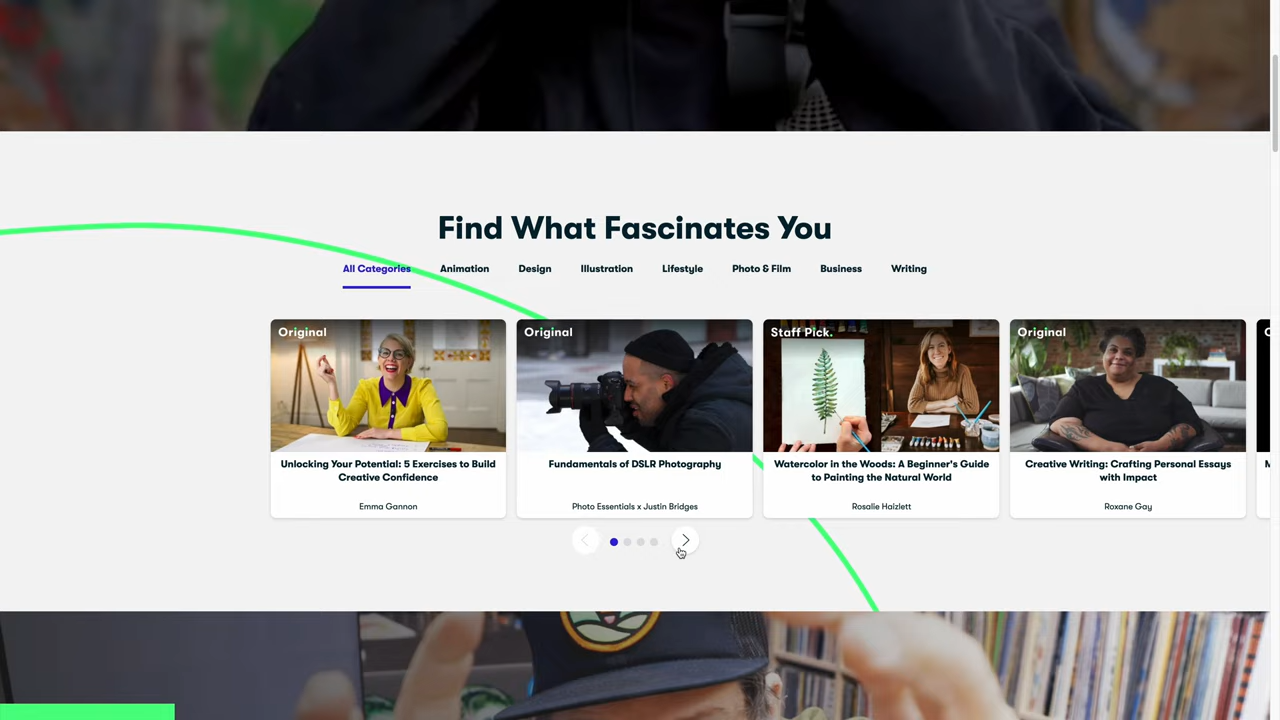 Find What Fascinates You
All Categories Animation Design Illustration Lifestyle Photo & Film Business Writing
Original
Unlocking Your Potential: 5 Exercises to Build
Creative Confidence
Emma Gannon
Original
Fundamentals of DSLR Photography
Photo Essentials x Justin Bridges
Staff Pick.
Watercolor in the Woods: A Beginner's Guide
to Painting the Natural World
Rosalie Haizlett
Original
Creative Writing: Crafting Personal Essays
with Impact
Roxane Gay